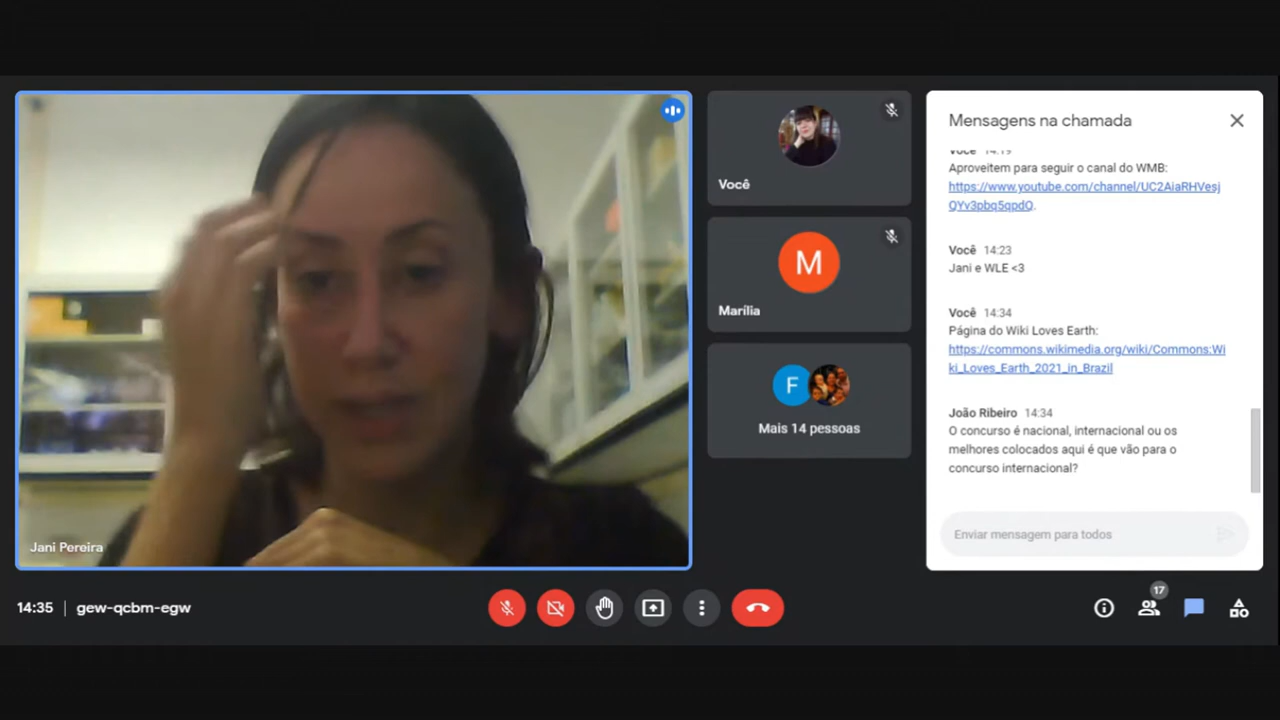 Jani Pereira
Você
M
Marília
F
Mais 14 pessoas
Mensagens na chamada
Você 14:19
Aproveitem para seguir o canal do WMB:
https://www.youtube.com/channel/UC2AiaRHVesj
QYv3pbq5qpdQ.
Você 14:23
Jani e WLE <3
Você 14:34
Página do Wiki Loves Earth:
https://commons.wikimedia.org/wiki/Commons:Wi
ki_Loves_Earth_2021_in_Brazil
João Ribeiro 14:34
O concurso é nacional, internacional ou os
melhores colocados aqui é que vão para o
concurso internacional?
Enviar mensagem para todos
14:35 | gew-qcbm-egw
17